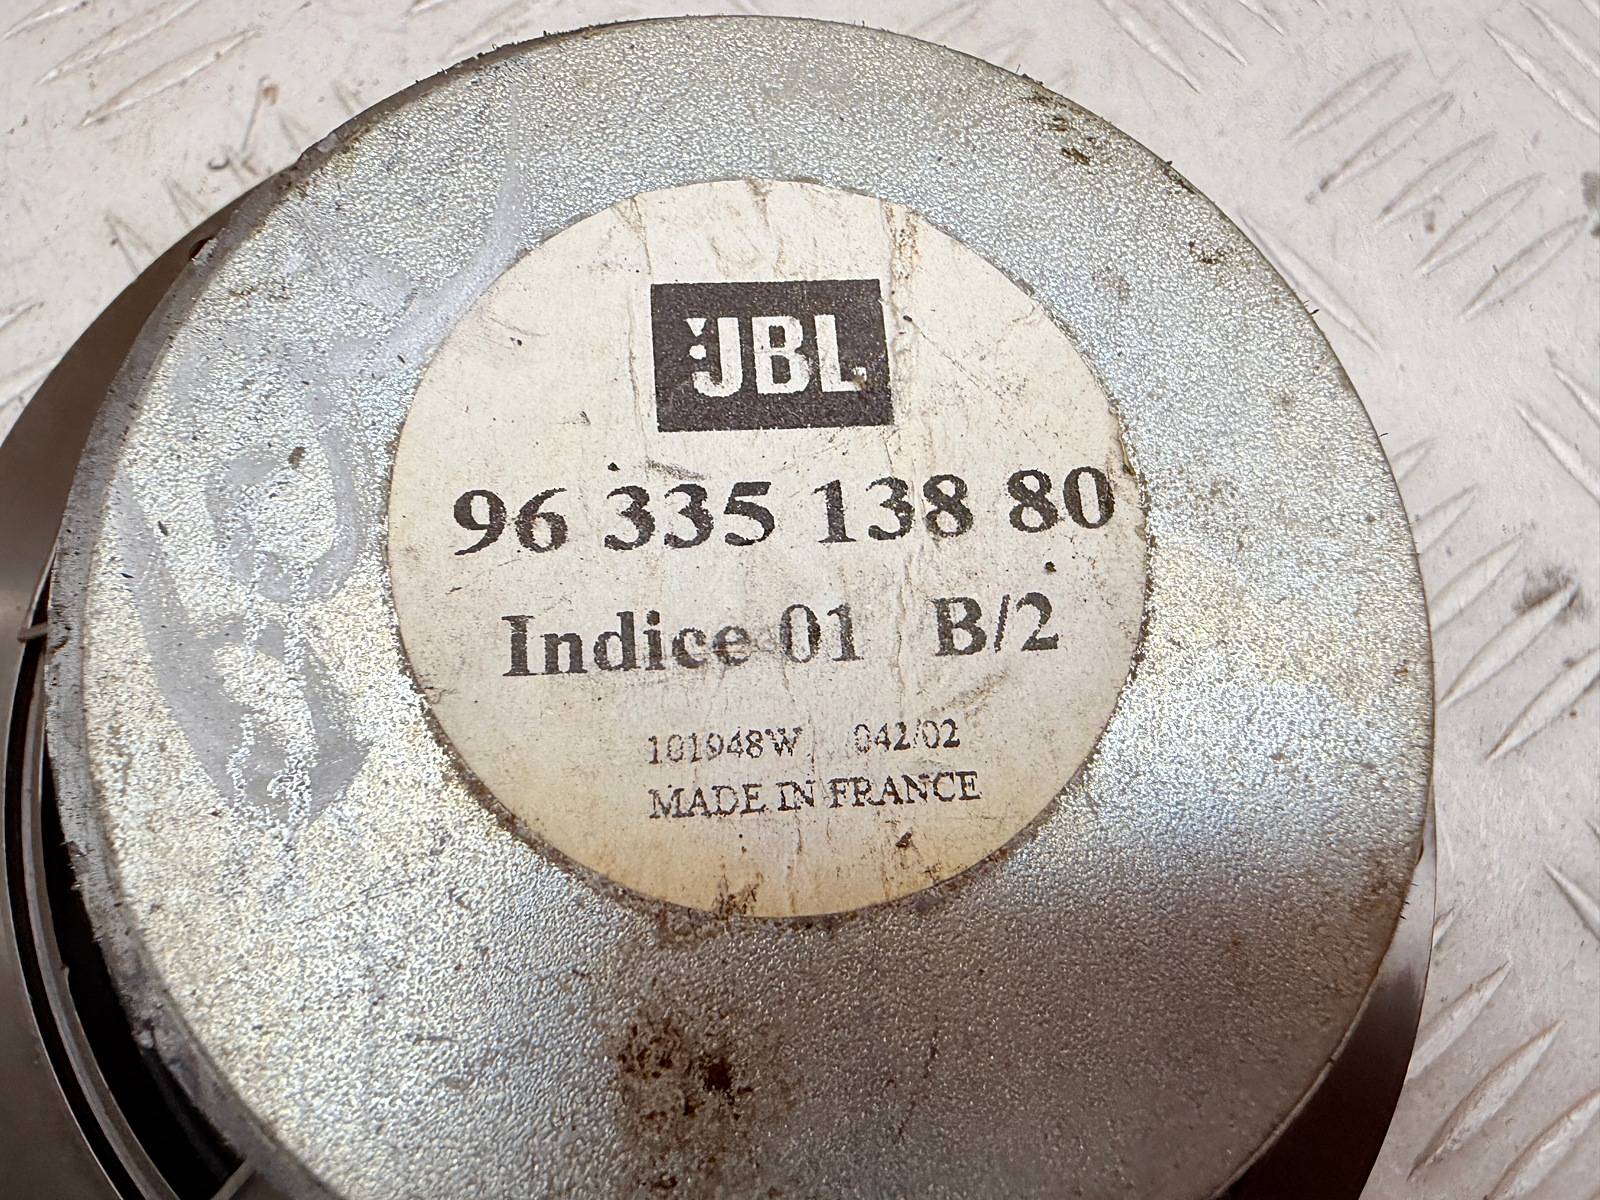 JBL
96 335 138 80
Indice 01 B/2
101948W 042/02
MADE IN FRANCE